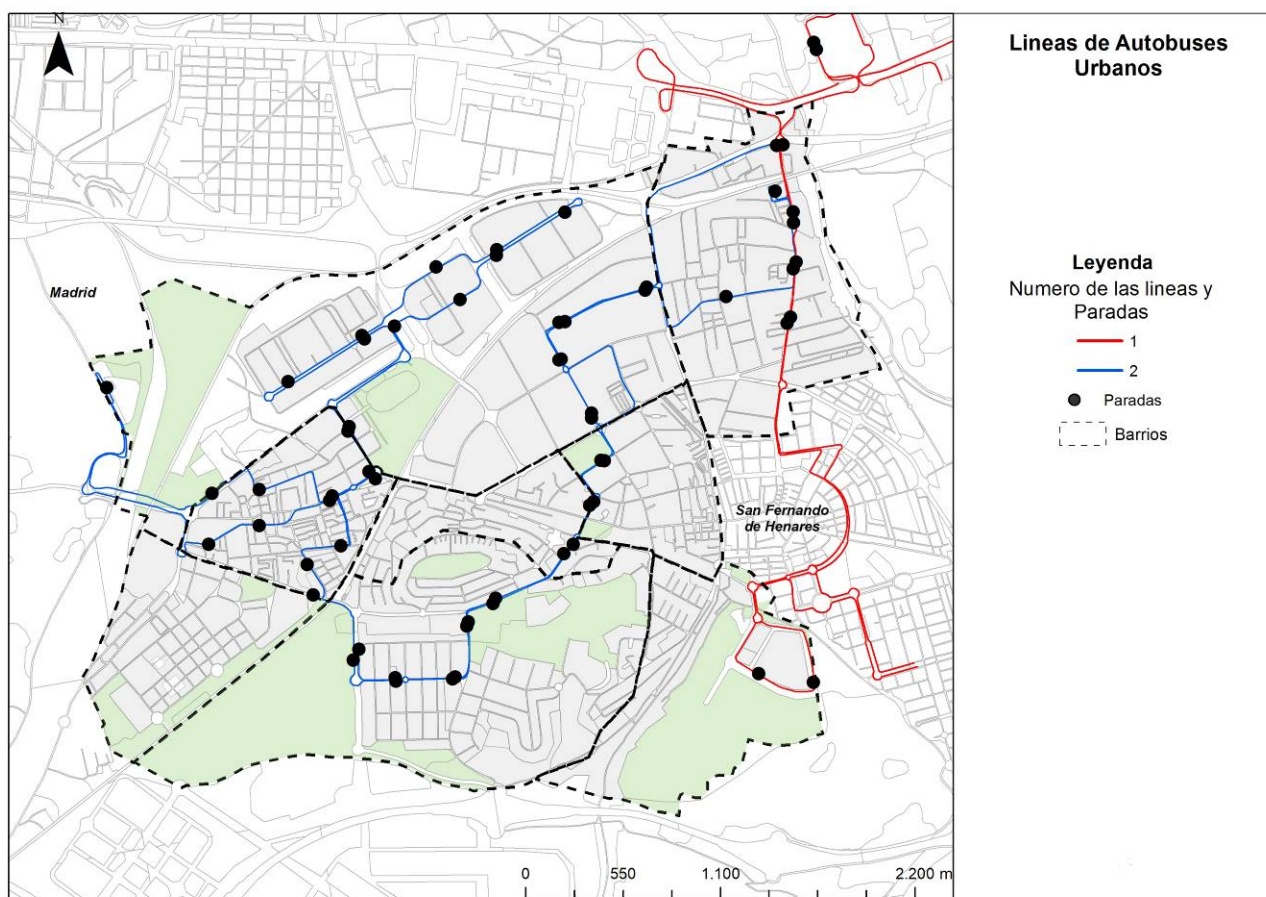 N
Lineas de Autobuses
Urbanos
Madrid
Leyenda
Numero de las lineas y
Paradas
1
2
Paradas
Barrios
San Fernando
de Henares
0 550 1.100 2.200 m